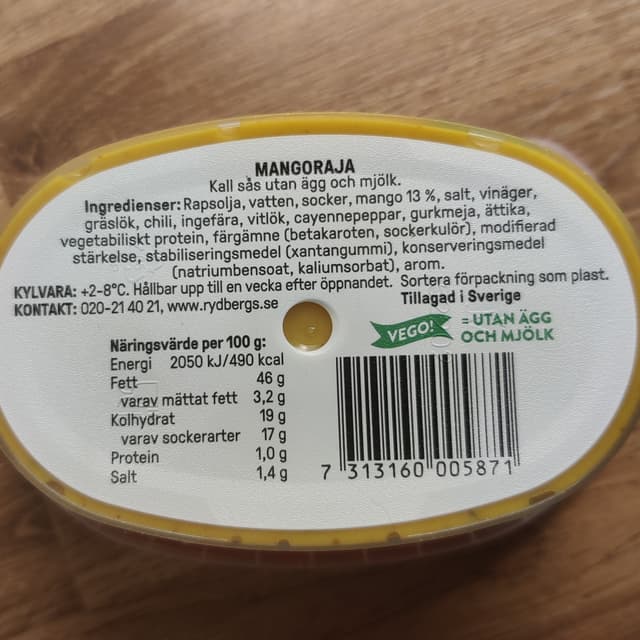 MANGORAJA
Kall sås utan ägg och mjölk.
Ingredienser: Rapsolja, vatten, socker, mango 13 %, salt, vinäger,
gräslök, chili, ingefära, vitlök, cayennepeppar, gurkmeja, ättika,
vegetabiliskt protein, färgämne (betakaroten, sockerkulör), modifierad
stärkelse, stabiliseringsmedel (xantangummi), konserveringsmedel
(natriumbensoat, kaliumsorbat), arom.
KYLVARA: +2-8°C. Hållbar upp till en vecka efter öppnandet. Sortera förpackning som plast.
KONTAKT: 020-21 40 21, www.rydbergs.se
Tillagad i Sverige
VEGO! = UTAN ÄGG
OCH MJÖLK
Näringsvärde per 100 g:
Energi 2050 kJ/490 kcal
Fett 46 g
varav mättat fett 3,2 g
Kolhydrat 19 g
varav sockerarter 17 g
Protein 1,0 g
Salt 1,4 g
7 313160 005871